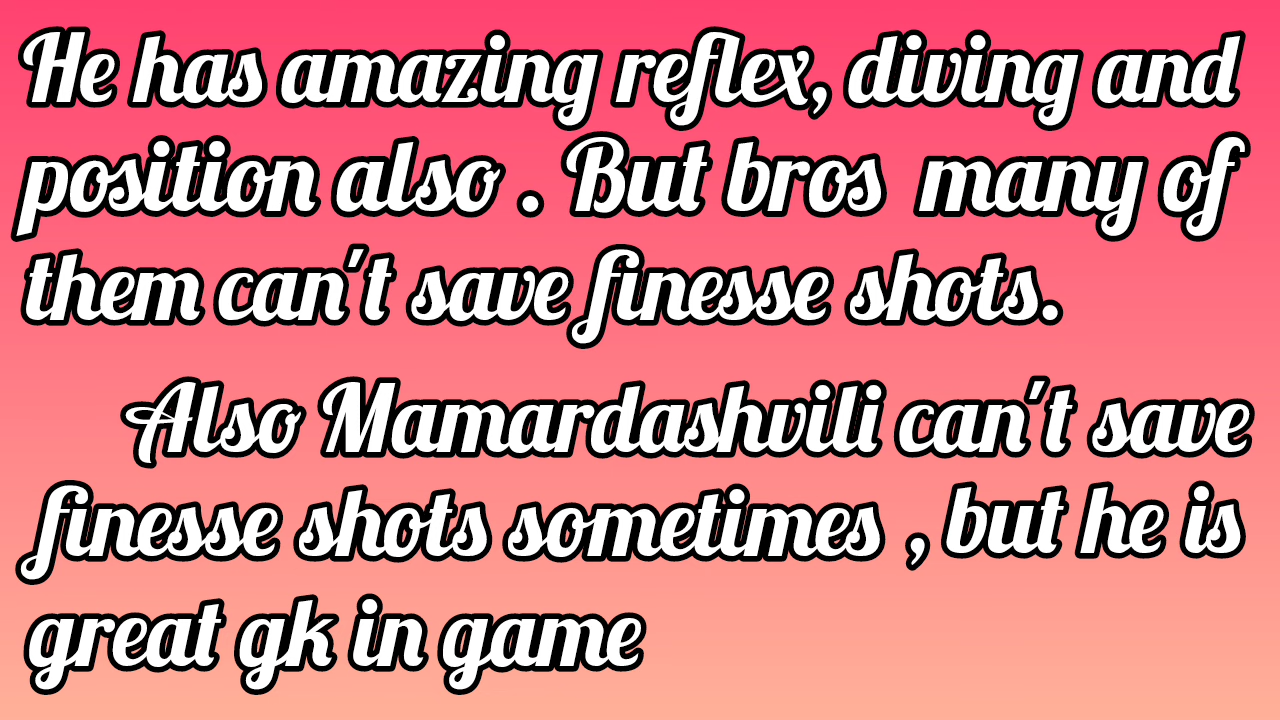 He has amazing reflex, diving and
position also . But bros many of
them can't save finesse shots.
Also Mamardashvili can't save
finesse shots sometimes , but he is
great gk in game